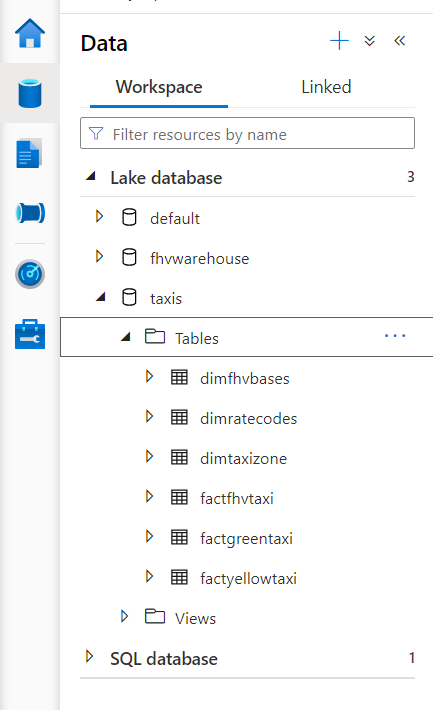 Data
Workspace Linked
Filter resources by name
Lake database 3
default
fhvwarehouse
taxis
Tables
dimfhvbases
dimratecodes
dimtaxizone
factfhvtaxi
factgreentaxi
factyellowtaxi
Views
SQL database 1